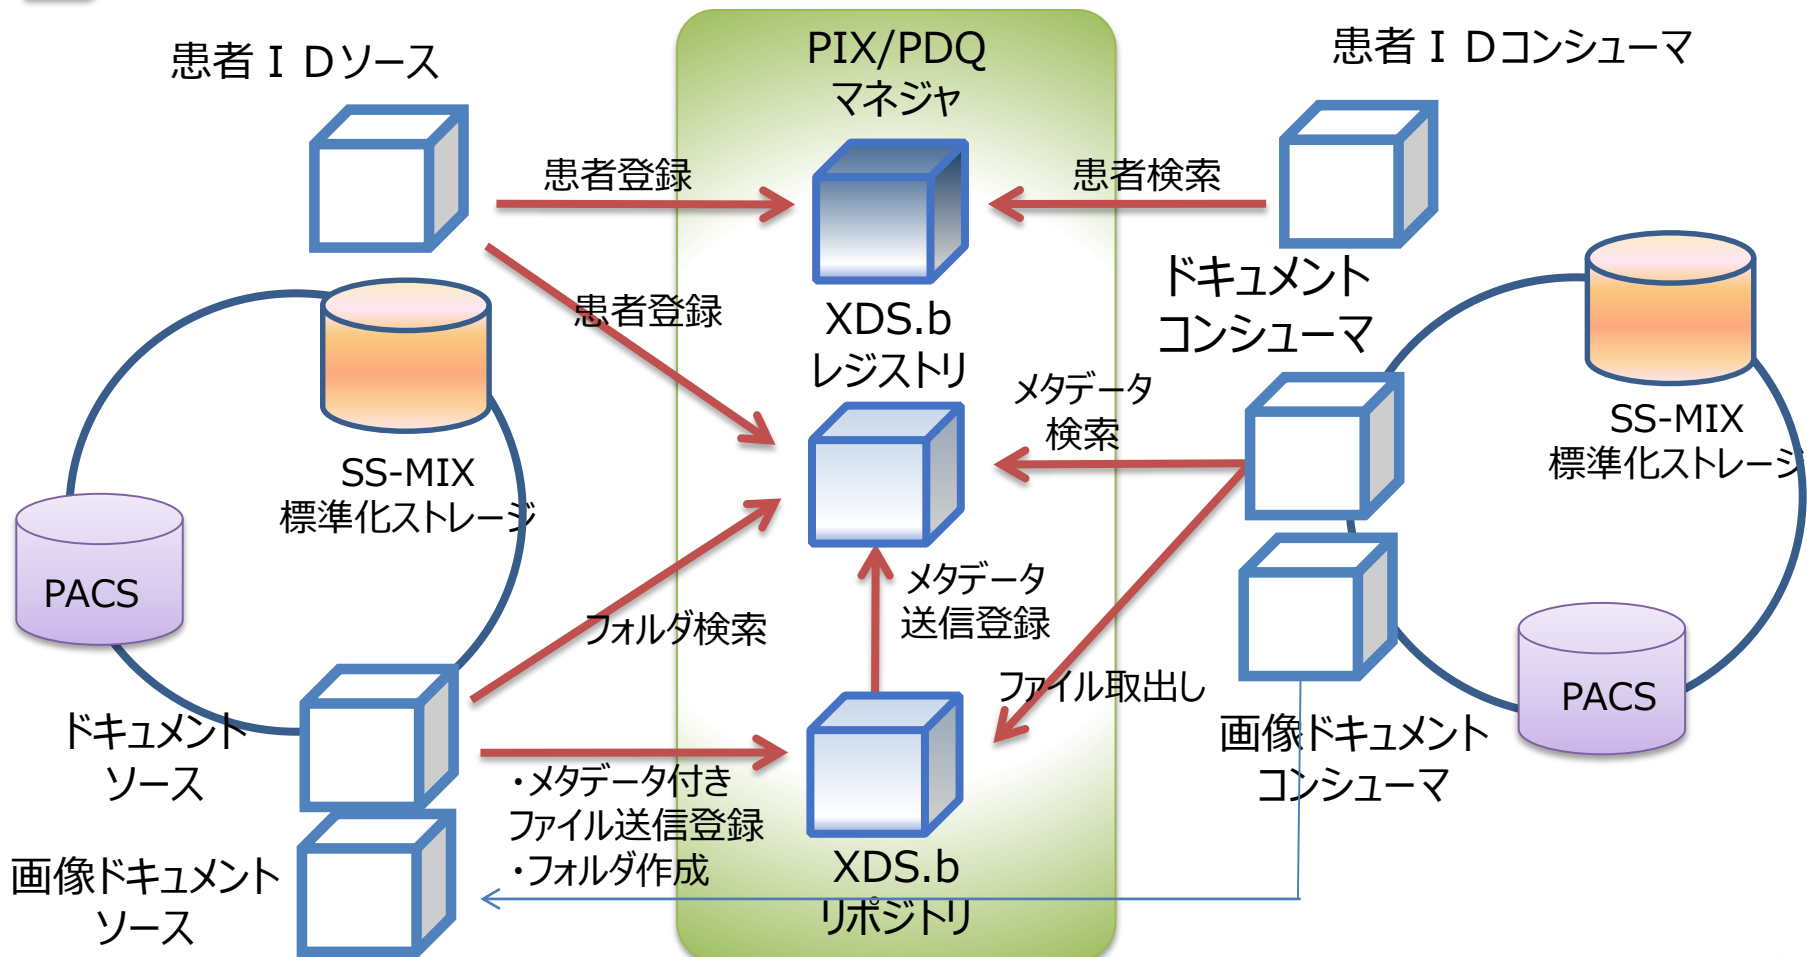 患者ＩＤソース
PIX/PDQ
マネジャ
患者ＩＤコンシューマ
患者登録
患者検索
患者登録
XDS.b
レジストリ
ドキュメント
コンシューマ
メタデータ
検索
SS-MIX
標準化ストレージ
SS-MIX
標準化ストレージ
PACS
メタデータ
送信登録
フォルダ検索
ファイル取出し
PACS
ドキュメント
ソース
画像ドキュメント
コンシューマ
・メタデータ付き
ファイル送信登録
・フォルダ作成
XDS.b
リポジトリ
画像ドキュメント
ソース